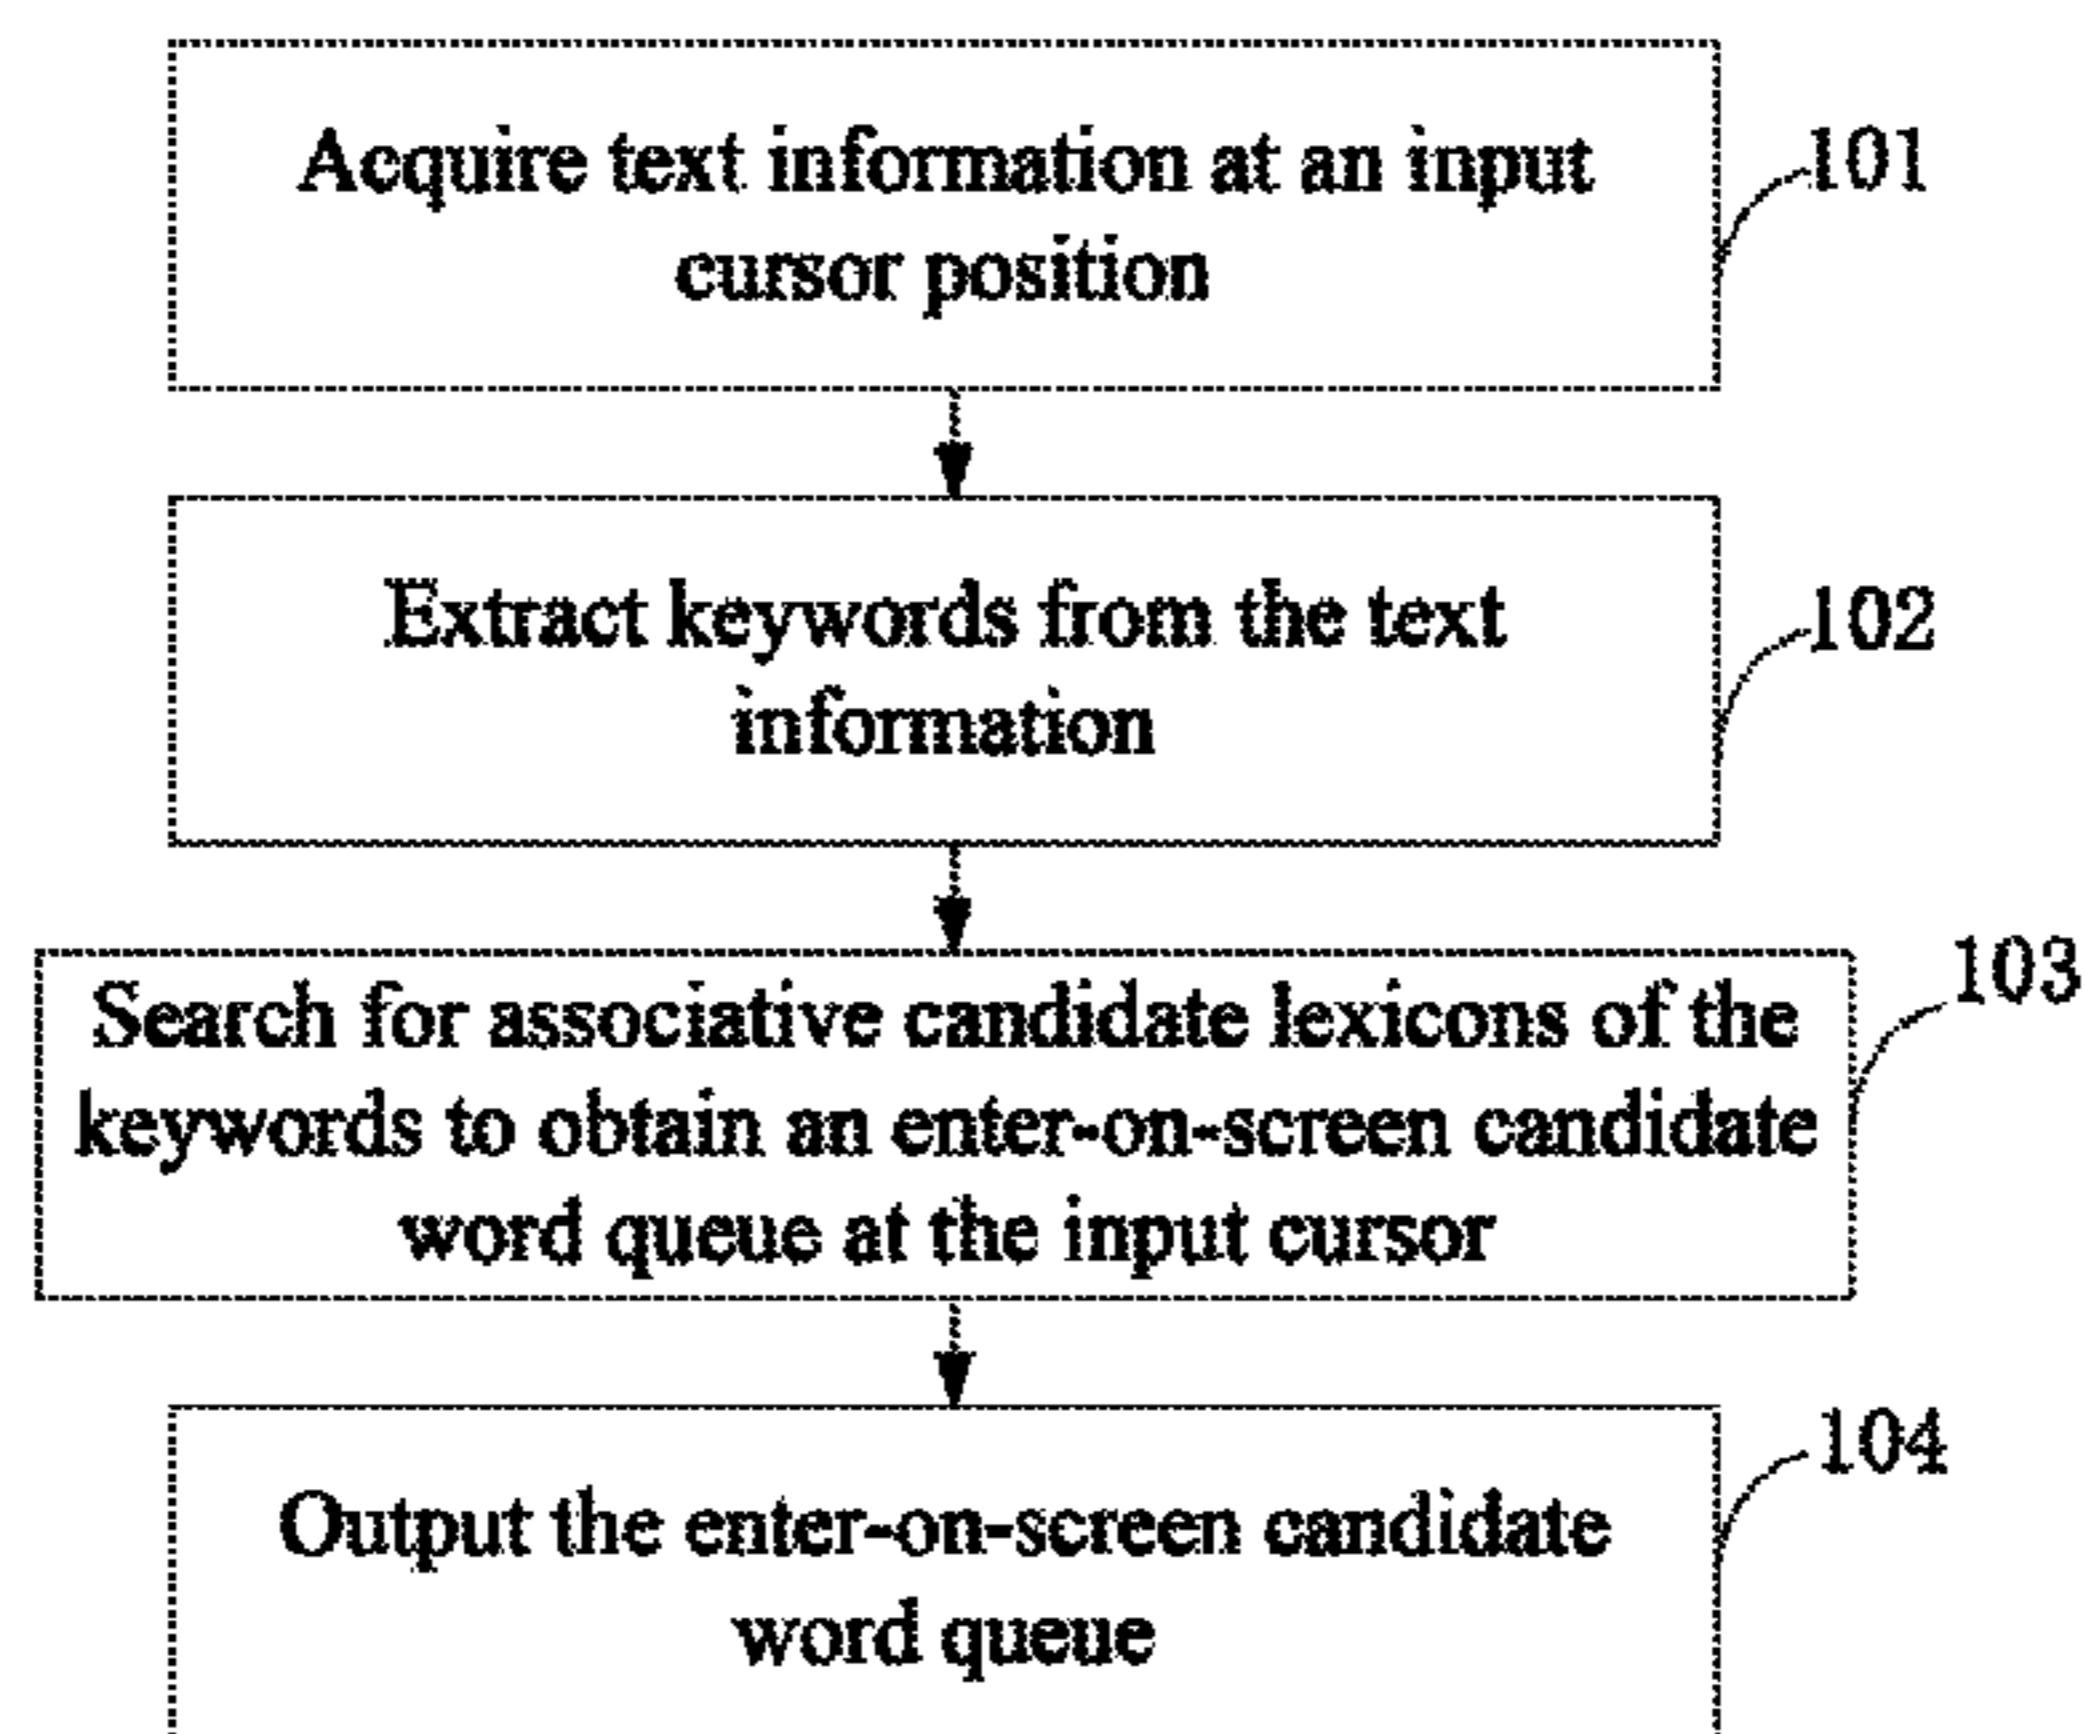 Acquire text information at an input
cursor position
101
Extract keywords from the text
information
102
Search for associative candidate lexicons of the
keywords to obtain an enter-on-screen candidate
word queue at the input cursor
103
Output the enter-on-screen candidate
word queue
104